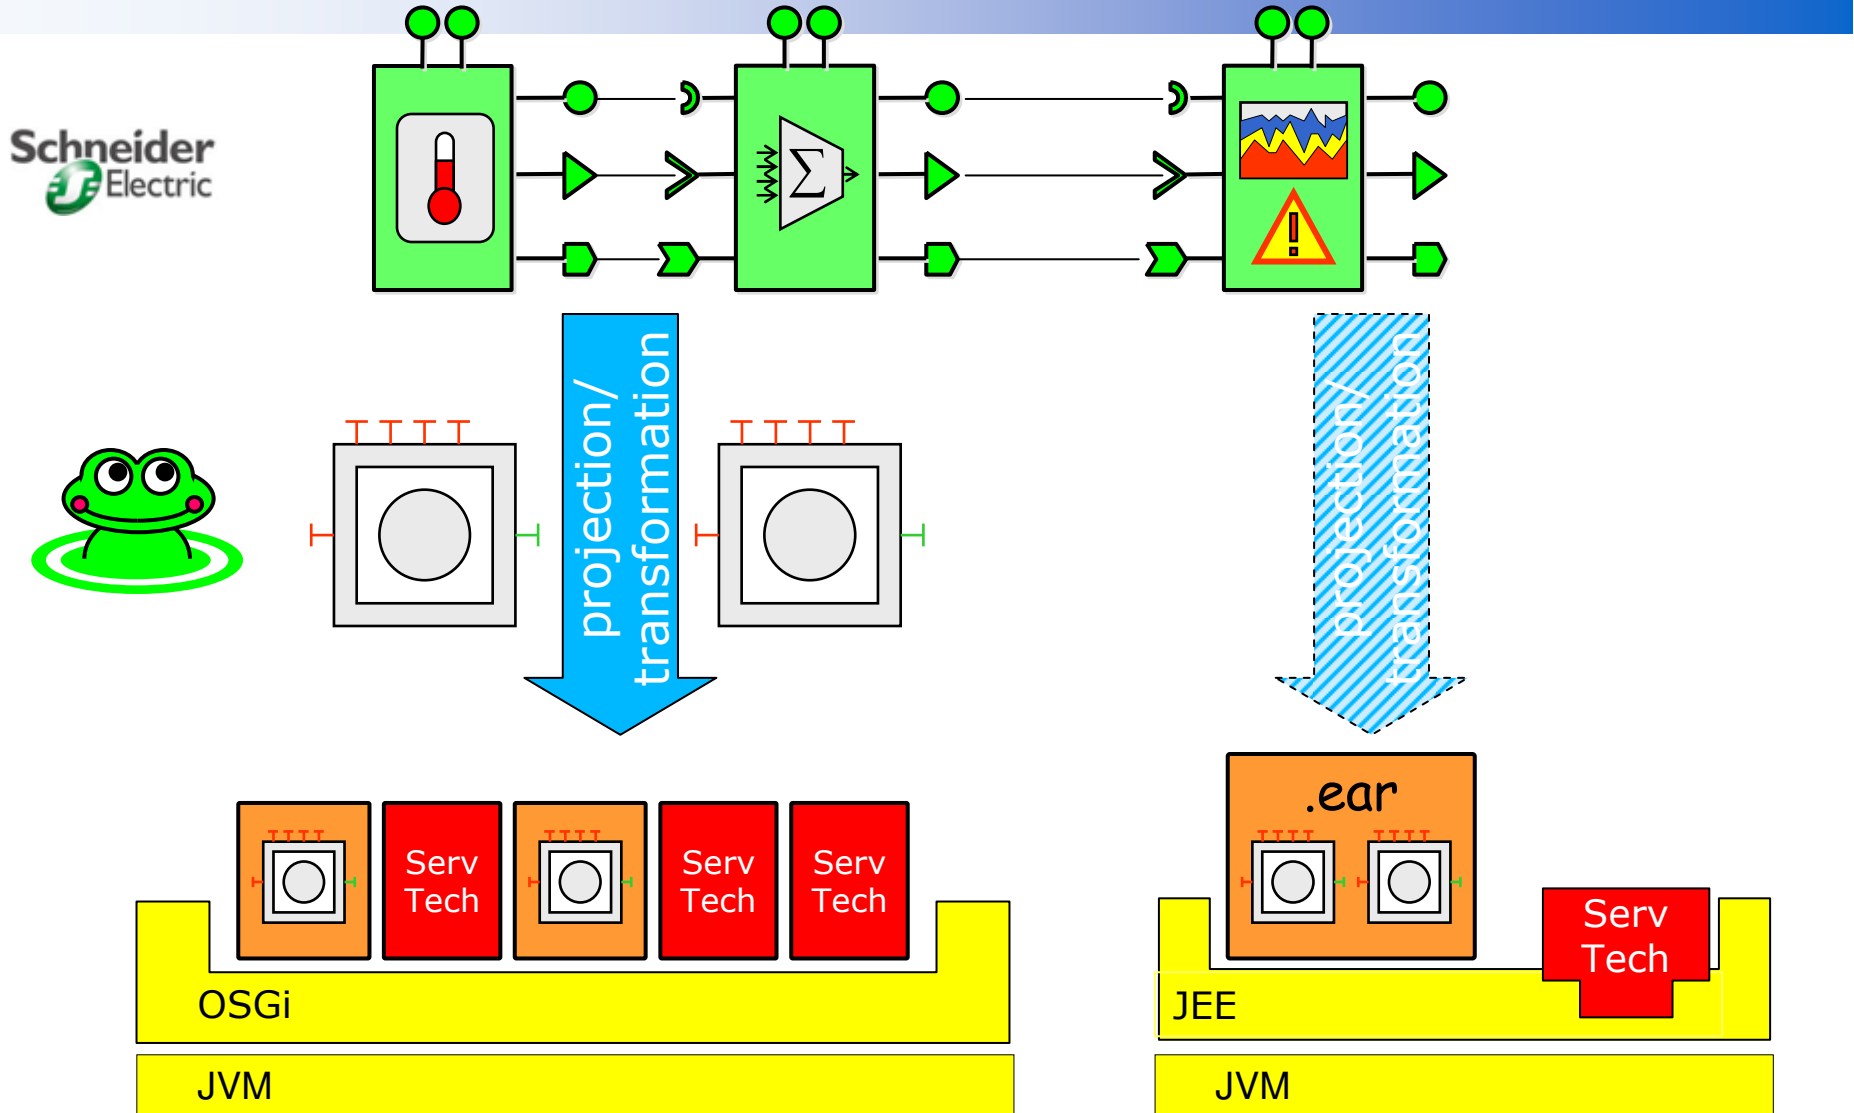 Schneider
Electric
Σ
projection/
transformation
projection/
transformation
.ear
Serv
Tech
Serv
Tech
Serv
Tech
Serv
Tech
OSGi
JEE
JVM
JVM